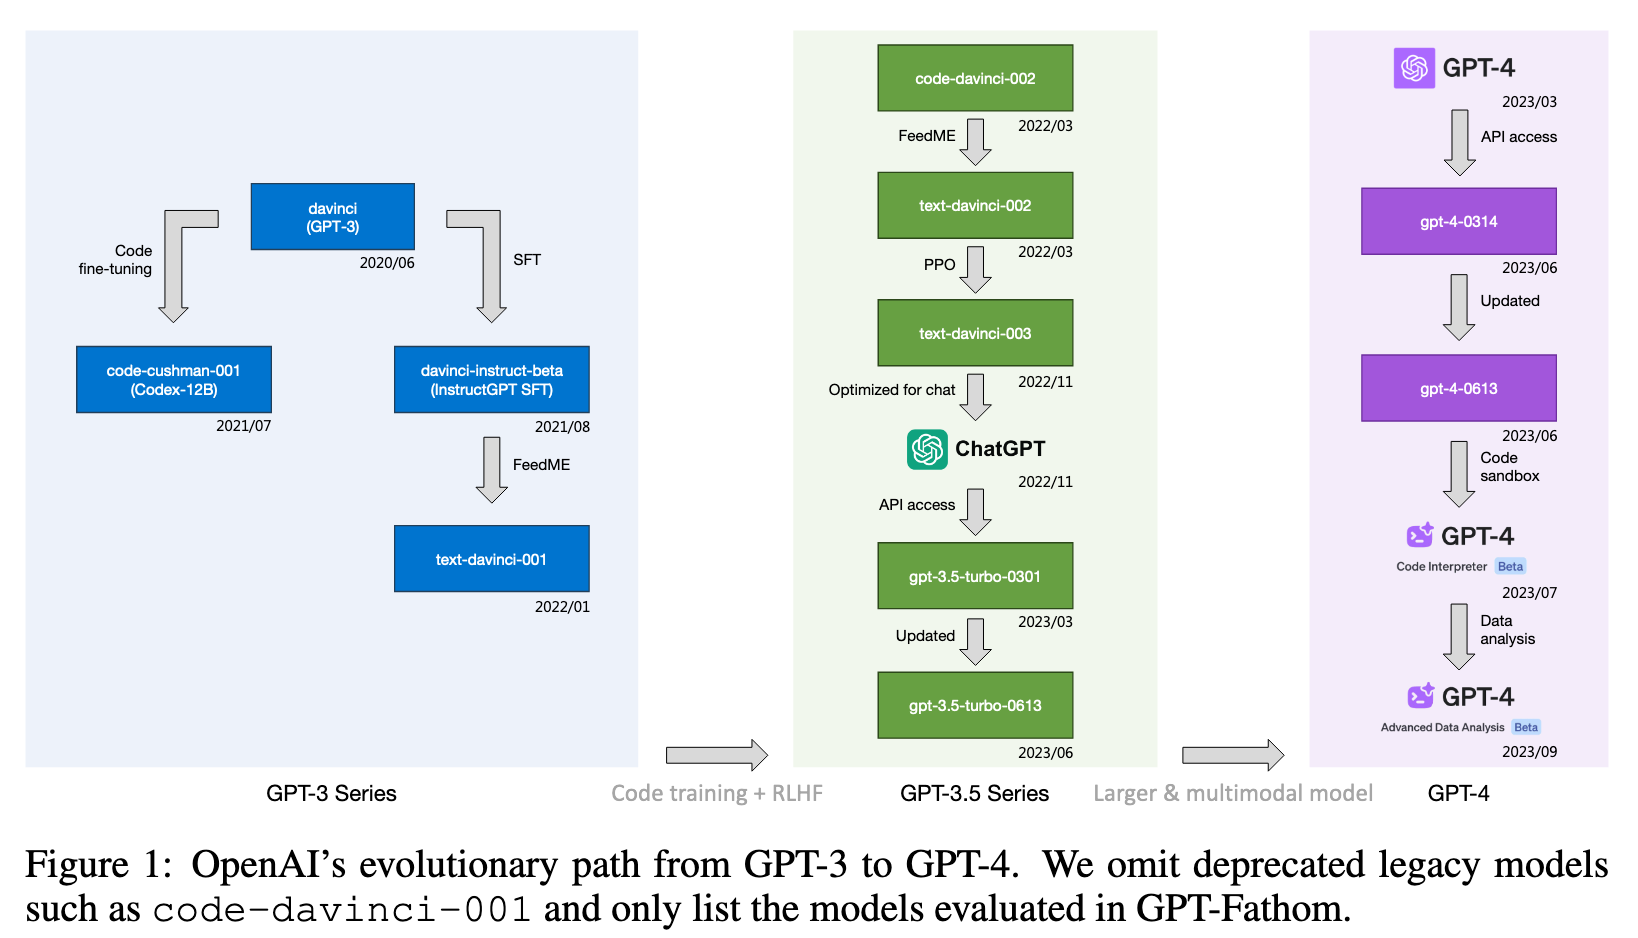 davinci
(GPT-3)
2020/06
Code
fine-tuning
SFT
code-cushman-001
(Codex-12B)
2021/07
davinci-instruct-beta
(InstructGPT SFT)
2021/08
FeedME
text-davinci-001
2022/01
GPT-3 Series
Code training + RLHF
code-davinci-002
2022/03
FeedME
text-davinci-002
2022/03
PPO
text-davinci-003
2022/11
Optimized for chat
ChatGPT
2022/11
API access
gpt-3.5-turbo-0301
2023/03
Updated
gpt-3.5-turbo-0613
2023/06
GPT-3.5 Series
Larger & multimodal model
GPT-4
2023/03
API access
gpt-4-0314
2023/06
Updated
gpt-4-0613
2023/06
Code
sandbox
GPT-4
Code Interpreter Beta
2023/07
Data
analysis
GPT-4
Advanced Data Analysis Beta
2023/09
GPT-4
Figure 1: OpenAI's evolutionary path from GPT-3 to GPT-4. We omit deprecated legacy models
such as code-davinci-001 and only list the models evaluated in GPT-Fathom.